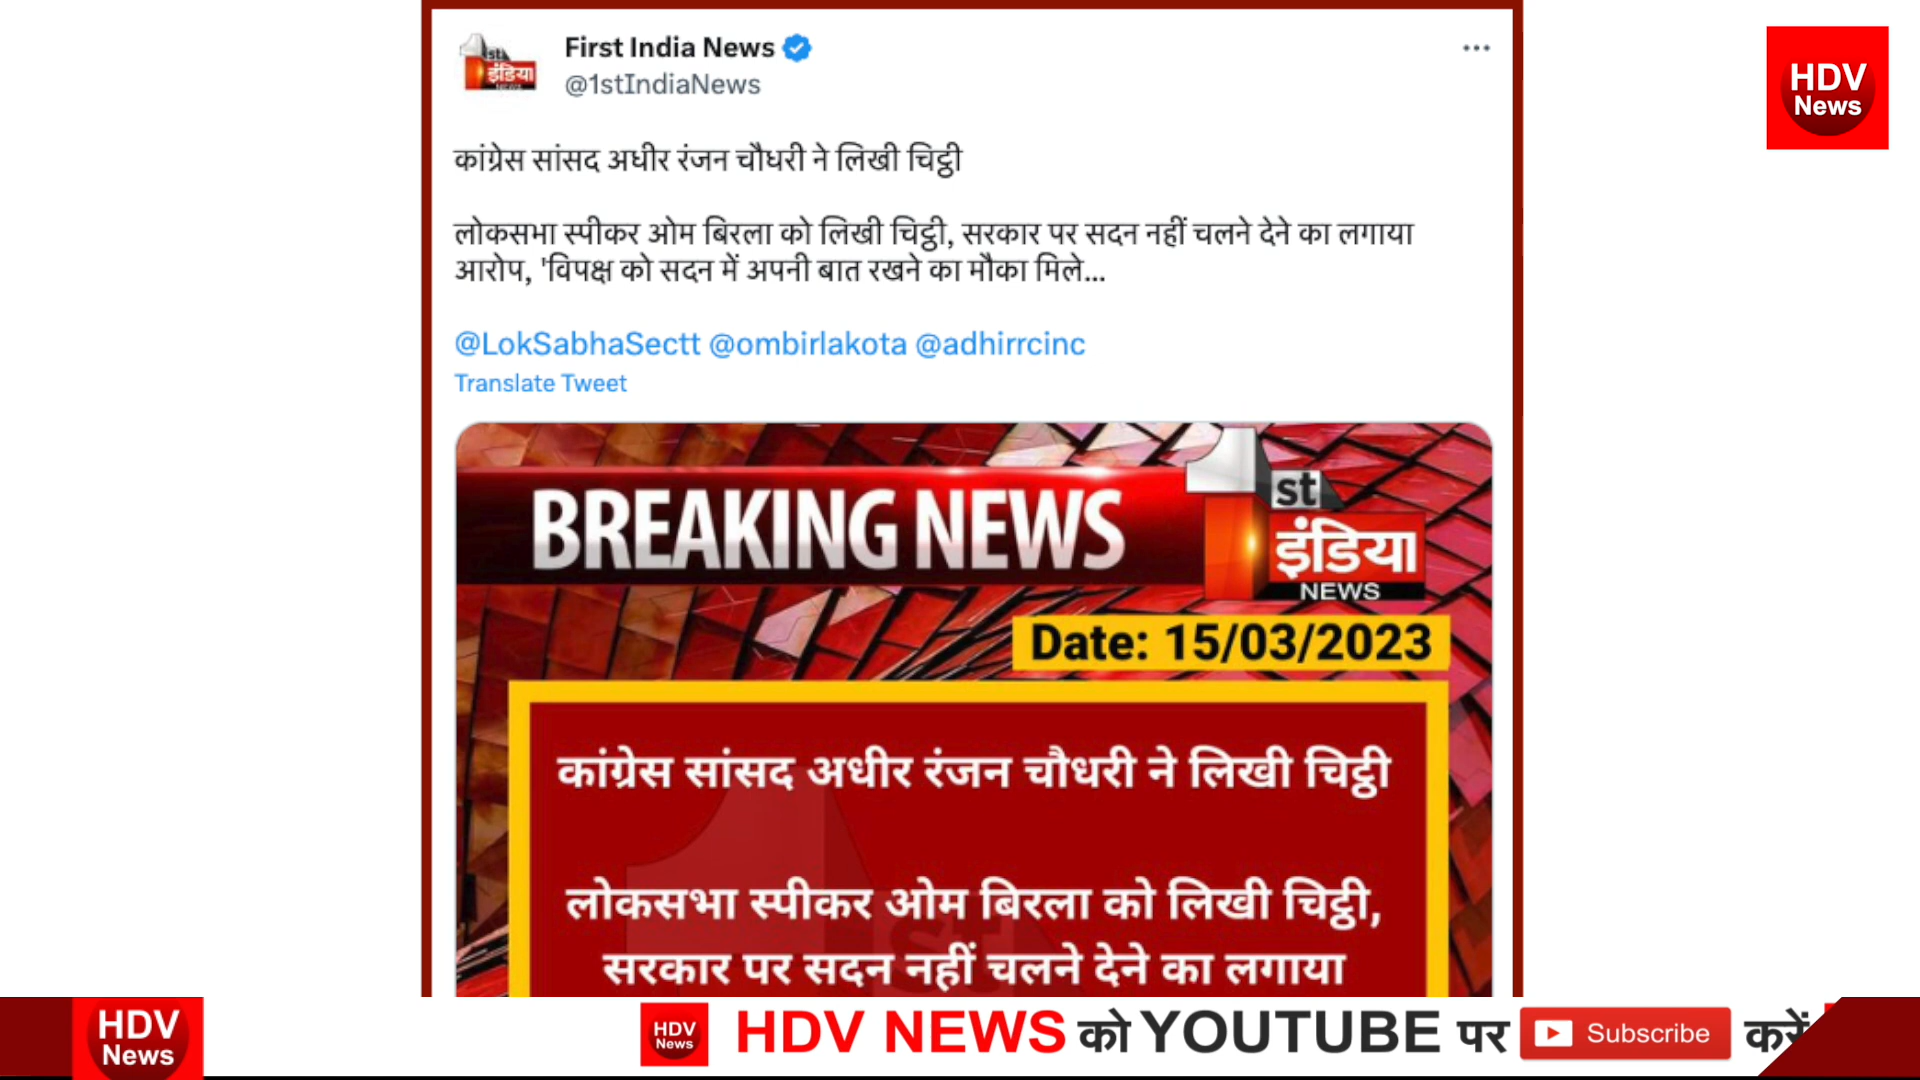 First India News
@1stIndiaNews
कांग्रेस सांसद अधीर रंजन चौधरी ने लिखी चिट्ठी
लोकसभा स्पीकर ओम बिरला को लिखी चिट्ठी, सरकार पर सदन नहीं चलने देने का लगाया
आरोप, 'विपक्ष को सदन में अपनी बात रखने का मौका मिले...
@LokSabhaSectt @ombirlakota @adhirrcinc
Translate Tweet
BREAKING NEWS
1st
इंडिया
NEWS
Date: 15/03/2023
कांग्रेस सांसद अधीर रंजन चौधरी ने लिखी चिट्ठी
लोकसभा स्पीकर ओम बिरला को लिखी चिट्ठी,
सरकार पर सदन नहीं चलने देने का लगाया
HDV
News
HDV
News
HDV
News
HDV NEWS को YOUTUBE पर Subscribe करें